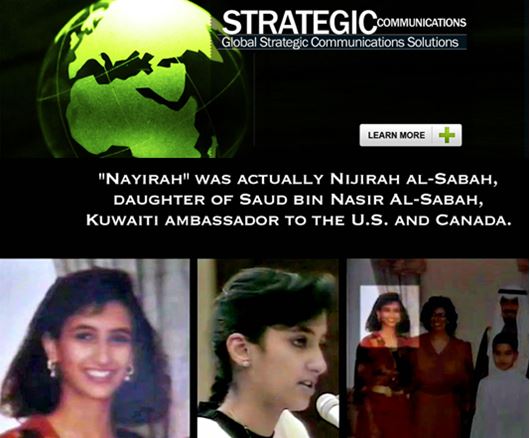 STRATEGIC COMMUNICATIONS
Global Strategic Communications Solutions
LEARN MORE
"Nayirah" was actually Nijirah al-Sabah,
daughter of Saud bin Nasir Al-Sabah,
Kuwaiti ambassador to the U.S. and Canada.